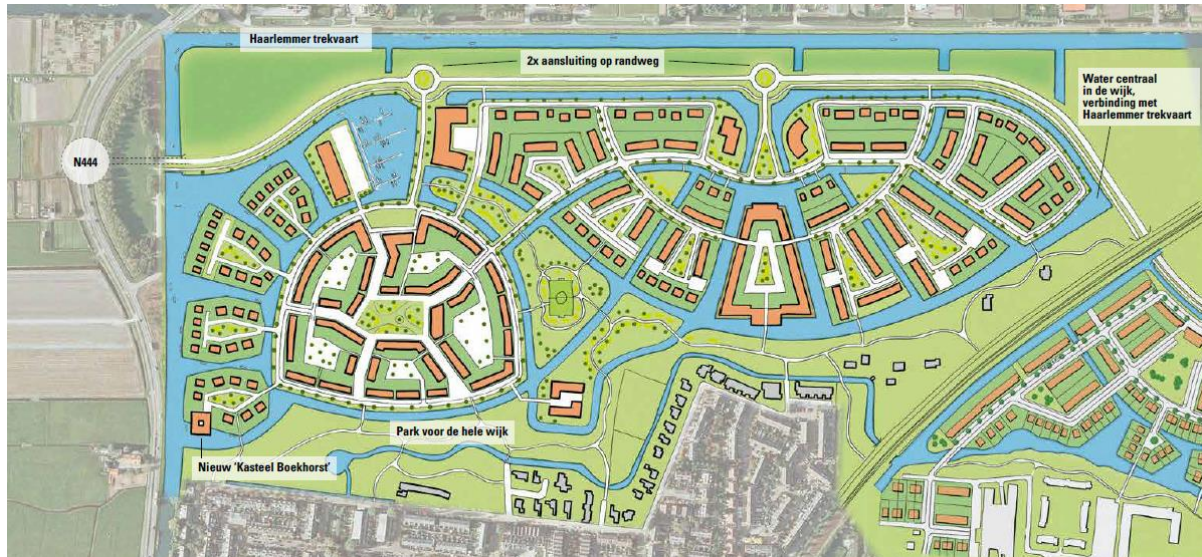 Haarlemmer trekvaart
2x aansluiting op randweg
Water centraal
in de wijk,
verbinding met
Haarlemmer trekvaart
N444
Park voor de hele wijk
Nieuw ‘Kasteel Boekhorst’